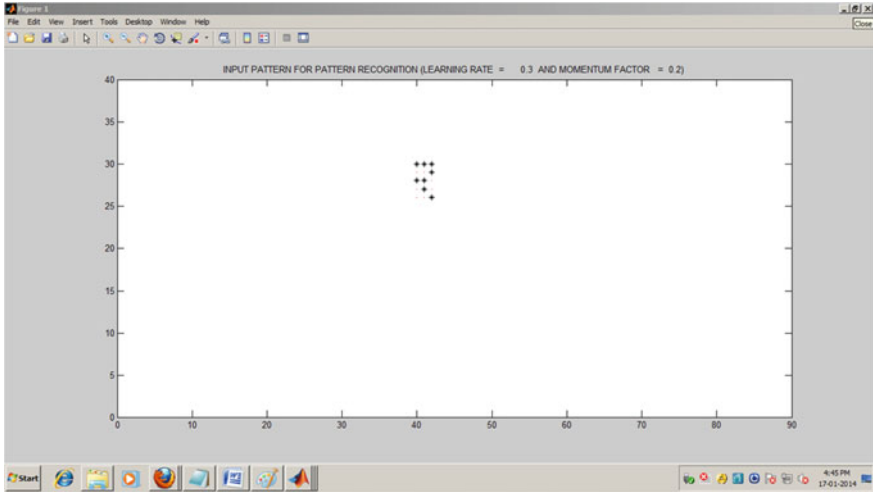 Figure 1
File Edit View Insert Tools Desktop Window Help
Close
INPUT PATTERN FOR PATTERN RECOGNITION (LEARNING RATE = 0.3 AND MOMENTUM FACTOR = 0.2)
40
35
30
25
20
15
10
5
0
0 10 20 30 40 50 60 70 80 90
Start
4:45 PM
17-01-2014